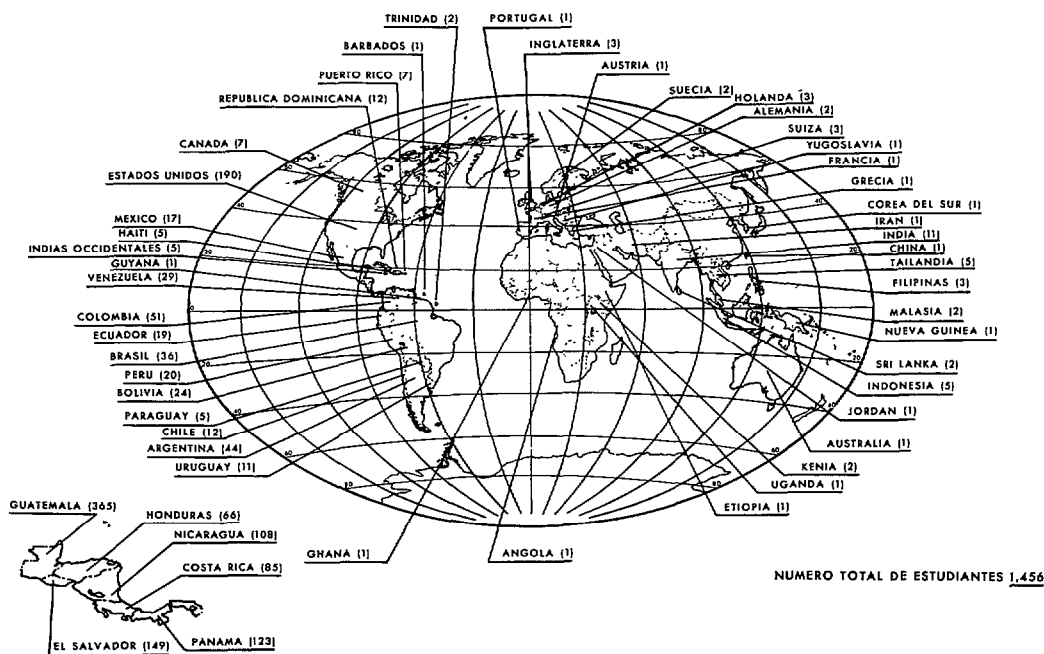 TRINIDAD (2)
PORTUGAL (1)
BARBADOS (1)
INGLATERRA (3)
PUERTO RICO (7)
AUSTRIA (1)
REPUBLICA DOMINICANA (12)
SUECIA (2)
HOLANDA (3)
ALEMANIA (2)
CANADA (7)
SUIZA (3)
YUGOSLAVIA (1)
FRANCIA (1)
ESTADOS UNIDOS (190)
GRECIA (1)
MEXICO (17)
COREA DEL SUR (1)
HAITI (5)
IRAN (1)
INDIAS OCCIDENTALES (5)
INDIA (11)
GUYANA (1)
CHINA (1)
VENEZUELA (29)
TAILANDIA (5)
FILIPINAS (3)
COLOMBIA (51)
MALASIA (2)
ECUADOR (19)
NUEVA GUINEA (1)
BRASIL (36)
SRI LANKA (2)
PERU (20)
INDONESIA (5)
BOLIVIA (24)
JORDAN (1)
PARAGUAY (5)
CHILE (12)
AUSTRALIA (1)
ARGENTINA (44)
KENIA (2)
URUGUAY (11)
UGANDA (1)
ETIOPIA (1)
GUATEMALA (365)
HONDURAS (66)
NICARAGUA (108)
GHANA (1)
ANGOLA (1)
COSTA RICA (85)
NUMERO TOTAL DE ESTUDIANTES 1,456
EL SALVADOR (149)
PANAMA (123)